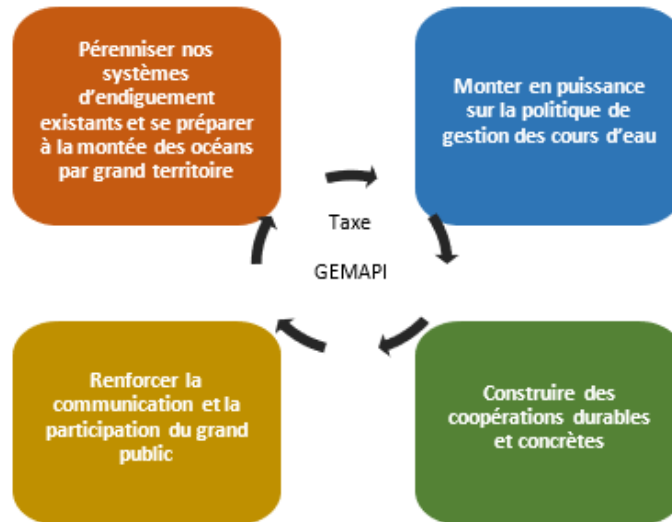 Pérenniser nos
systèmes
d'endiguement
existants et se préparer
à la montée des océans
par grand territoire
Monter en puissance
sur la politique de
gestion des cours d'eau
Taxe
GEMAPI
Renforcer la
communication et la
participation du grand
public
Construire des
coopérations durables
et concrètes